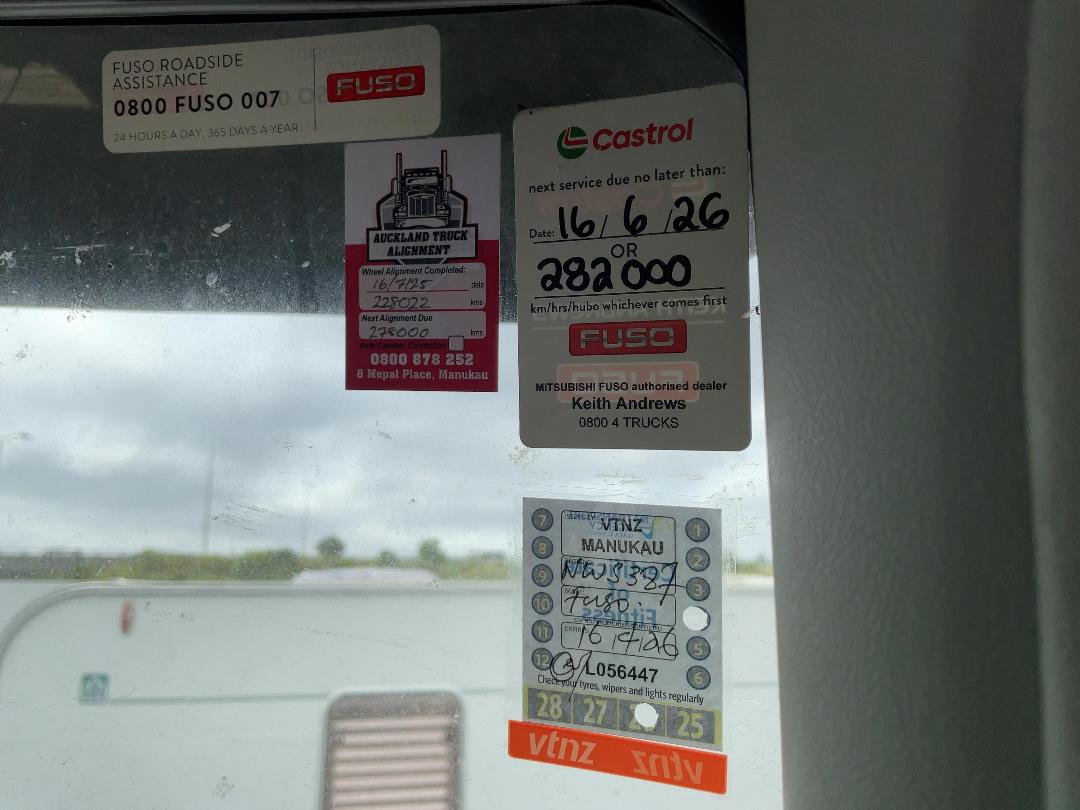 FUSO ROADSIDE
ASSISTANCE
0800 FUSO 007
24 HOURS A DAY, 365 DAYS A YEAR
FUSO
AUCKLAND TRUCK
ALIGNMENT
Wheel Alignment Completed:
16/7/25 date
228022 kms
Next Alignment Due
278000 kms
Axle Camber Correction
0800 878 252
8 Mepal Place, Manukau
Castrol
next service due no later than:
Date: 16/6/26
OR
282000
km/hrs/hubo whichever comes first
FUSO
MITSUBISHI FUSO authorised dealer
Keith Andrews
0800 4 TRUCKS
VTNZ
MANUKAU
NWS387
Fuso.
EXPIRES 16/4/26
L056447
7 8 9 10 11 12
1 2 3 5 6
Check your tyres, wipers and lights regularly
28 27 25
vtnz vtnz